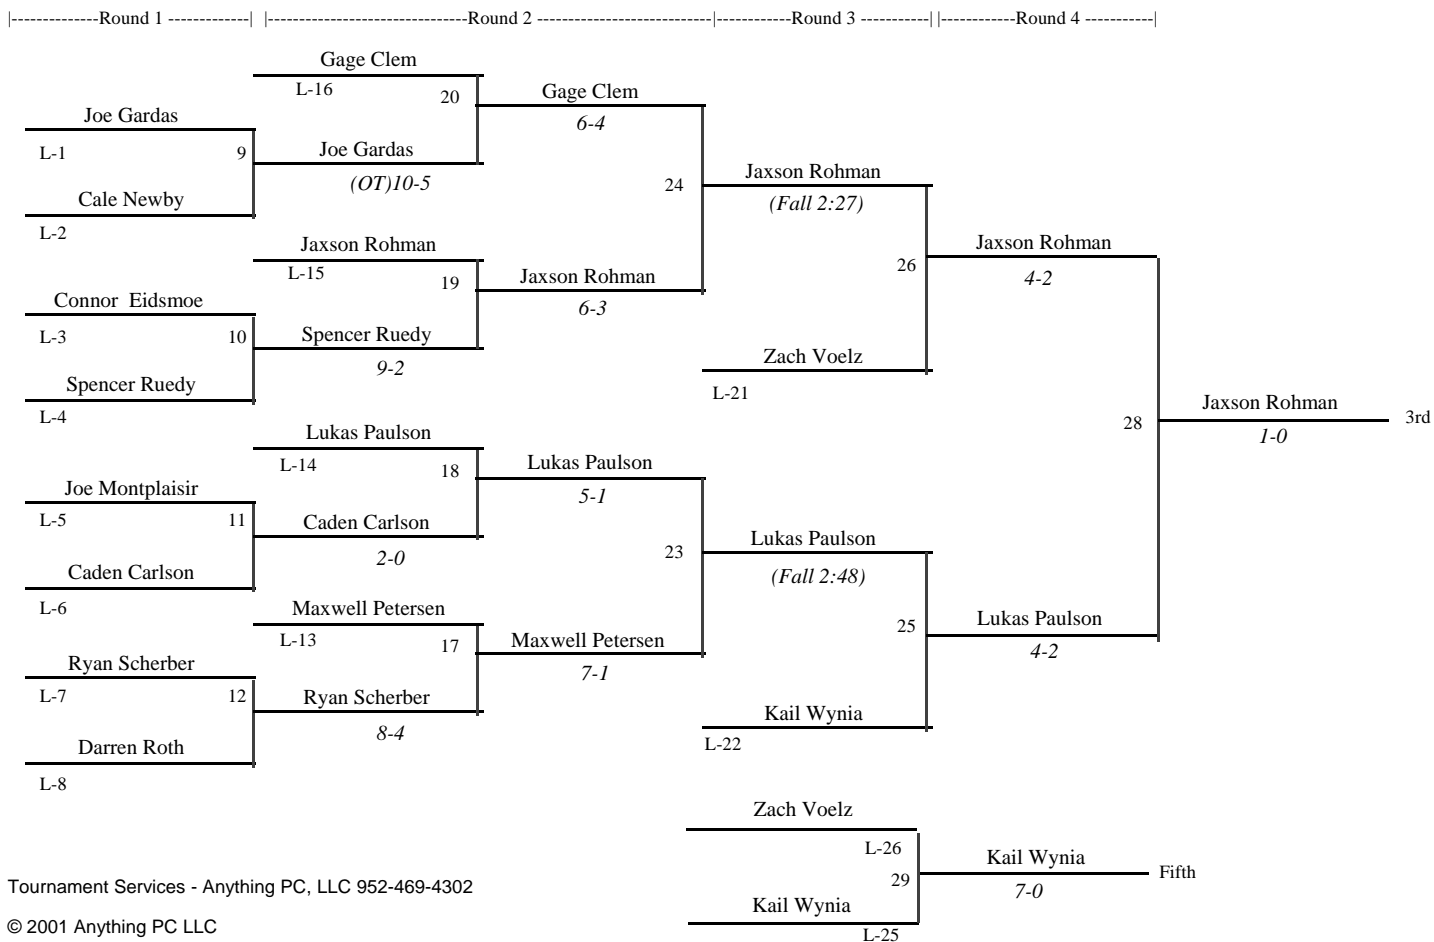 |-------------Round 1 -------------| |-------------------------------Round 2 ---------------------------|------------Round 3 -----------| |------------Round 4 -----------|
Gage Clem
L-16
20
Gage Clem
6-4
Joe Gardas
L-1
9
Joe Gardas
(OT)10-5
Cale Newby
L-2
24
Jaxson Rohman
(Fall 2:27)
Jaxson Rohman
L-15
19
Jaxson Rohman
6-3
Connor  Eidsmoe
L-3
10
Spencer Ruedy
9-2
Spencer Ruedy
L-4
26
Jaxson Rohman
4-2
Zach Voelz
L-21
Lukas Paulson
L-14
18
Lukas Paulson
5-1
Joe Montplaisir
L-5
11
Caden Carlson
2-0
Caden Carlson
L-6
28
Jaxson Rohman
1-0
3rd
23
Lukas Paulson
(Fall 2:48)
Maxwell Petersen
L-13
17
Maxwell Petersen
7-1
Ryan Scherber
L-7
12
Ryan Scherber
8-4
Darren Roth
L-8
25
Lukas Paulson
4-2
Kail Wynia
L-22
Zach Voelz
L-26
29
Kail Wynia
7-0
Fifth
Kail Wynia
L-25
Tournament Services - Anything PC, LLC 952-469-4302
© 2001 Anything PC LLC